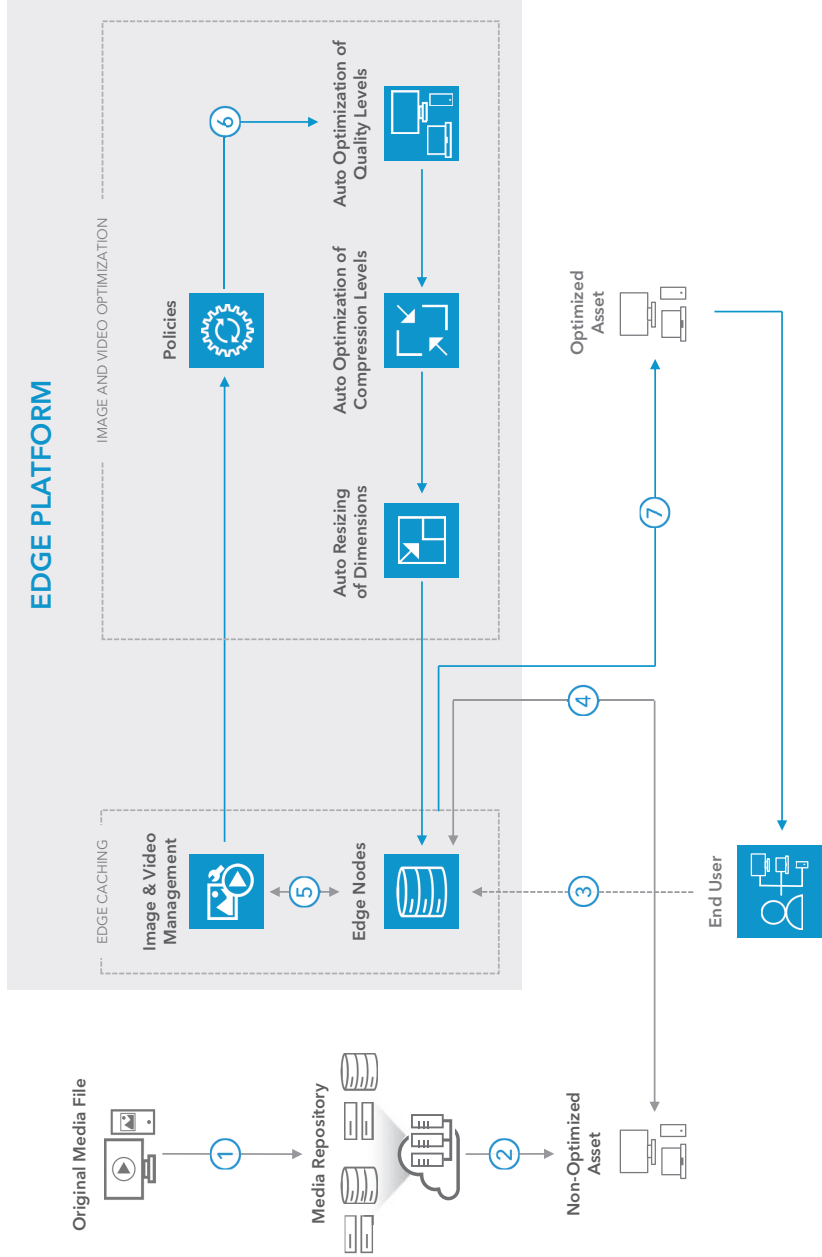 EDGE PLATFORM
EDGE CACHING
IMAGE AND VIDEO OPTIMIZATION
Original Media File
1
Media Repository
2
Non-Optimized
Asset
Image & Video
Management
5
Edge Nodes
3
End User
4
Policies
6
Auto Optimization of
Quality Levels
Auto Optimization of
Compression Levels
Auto Resizing
of Dimensions
7
Optimized
Asset